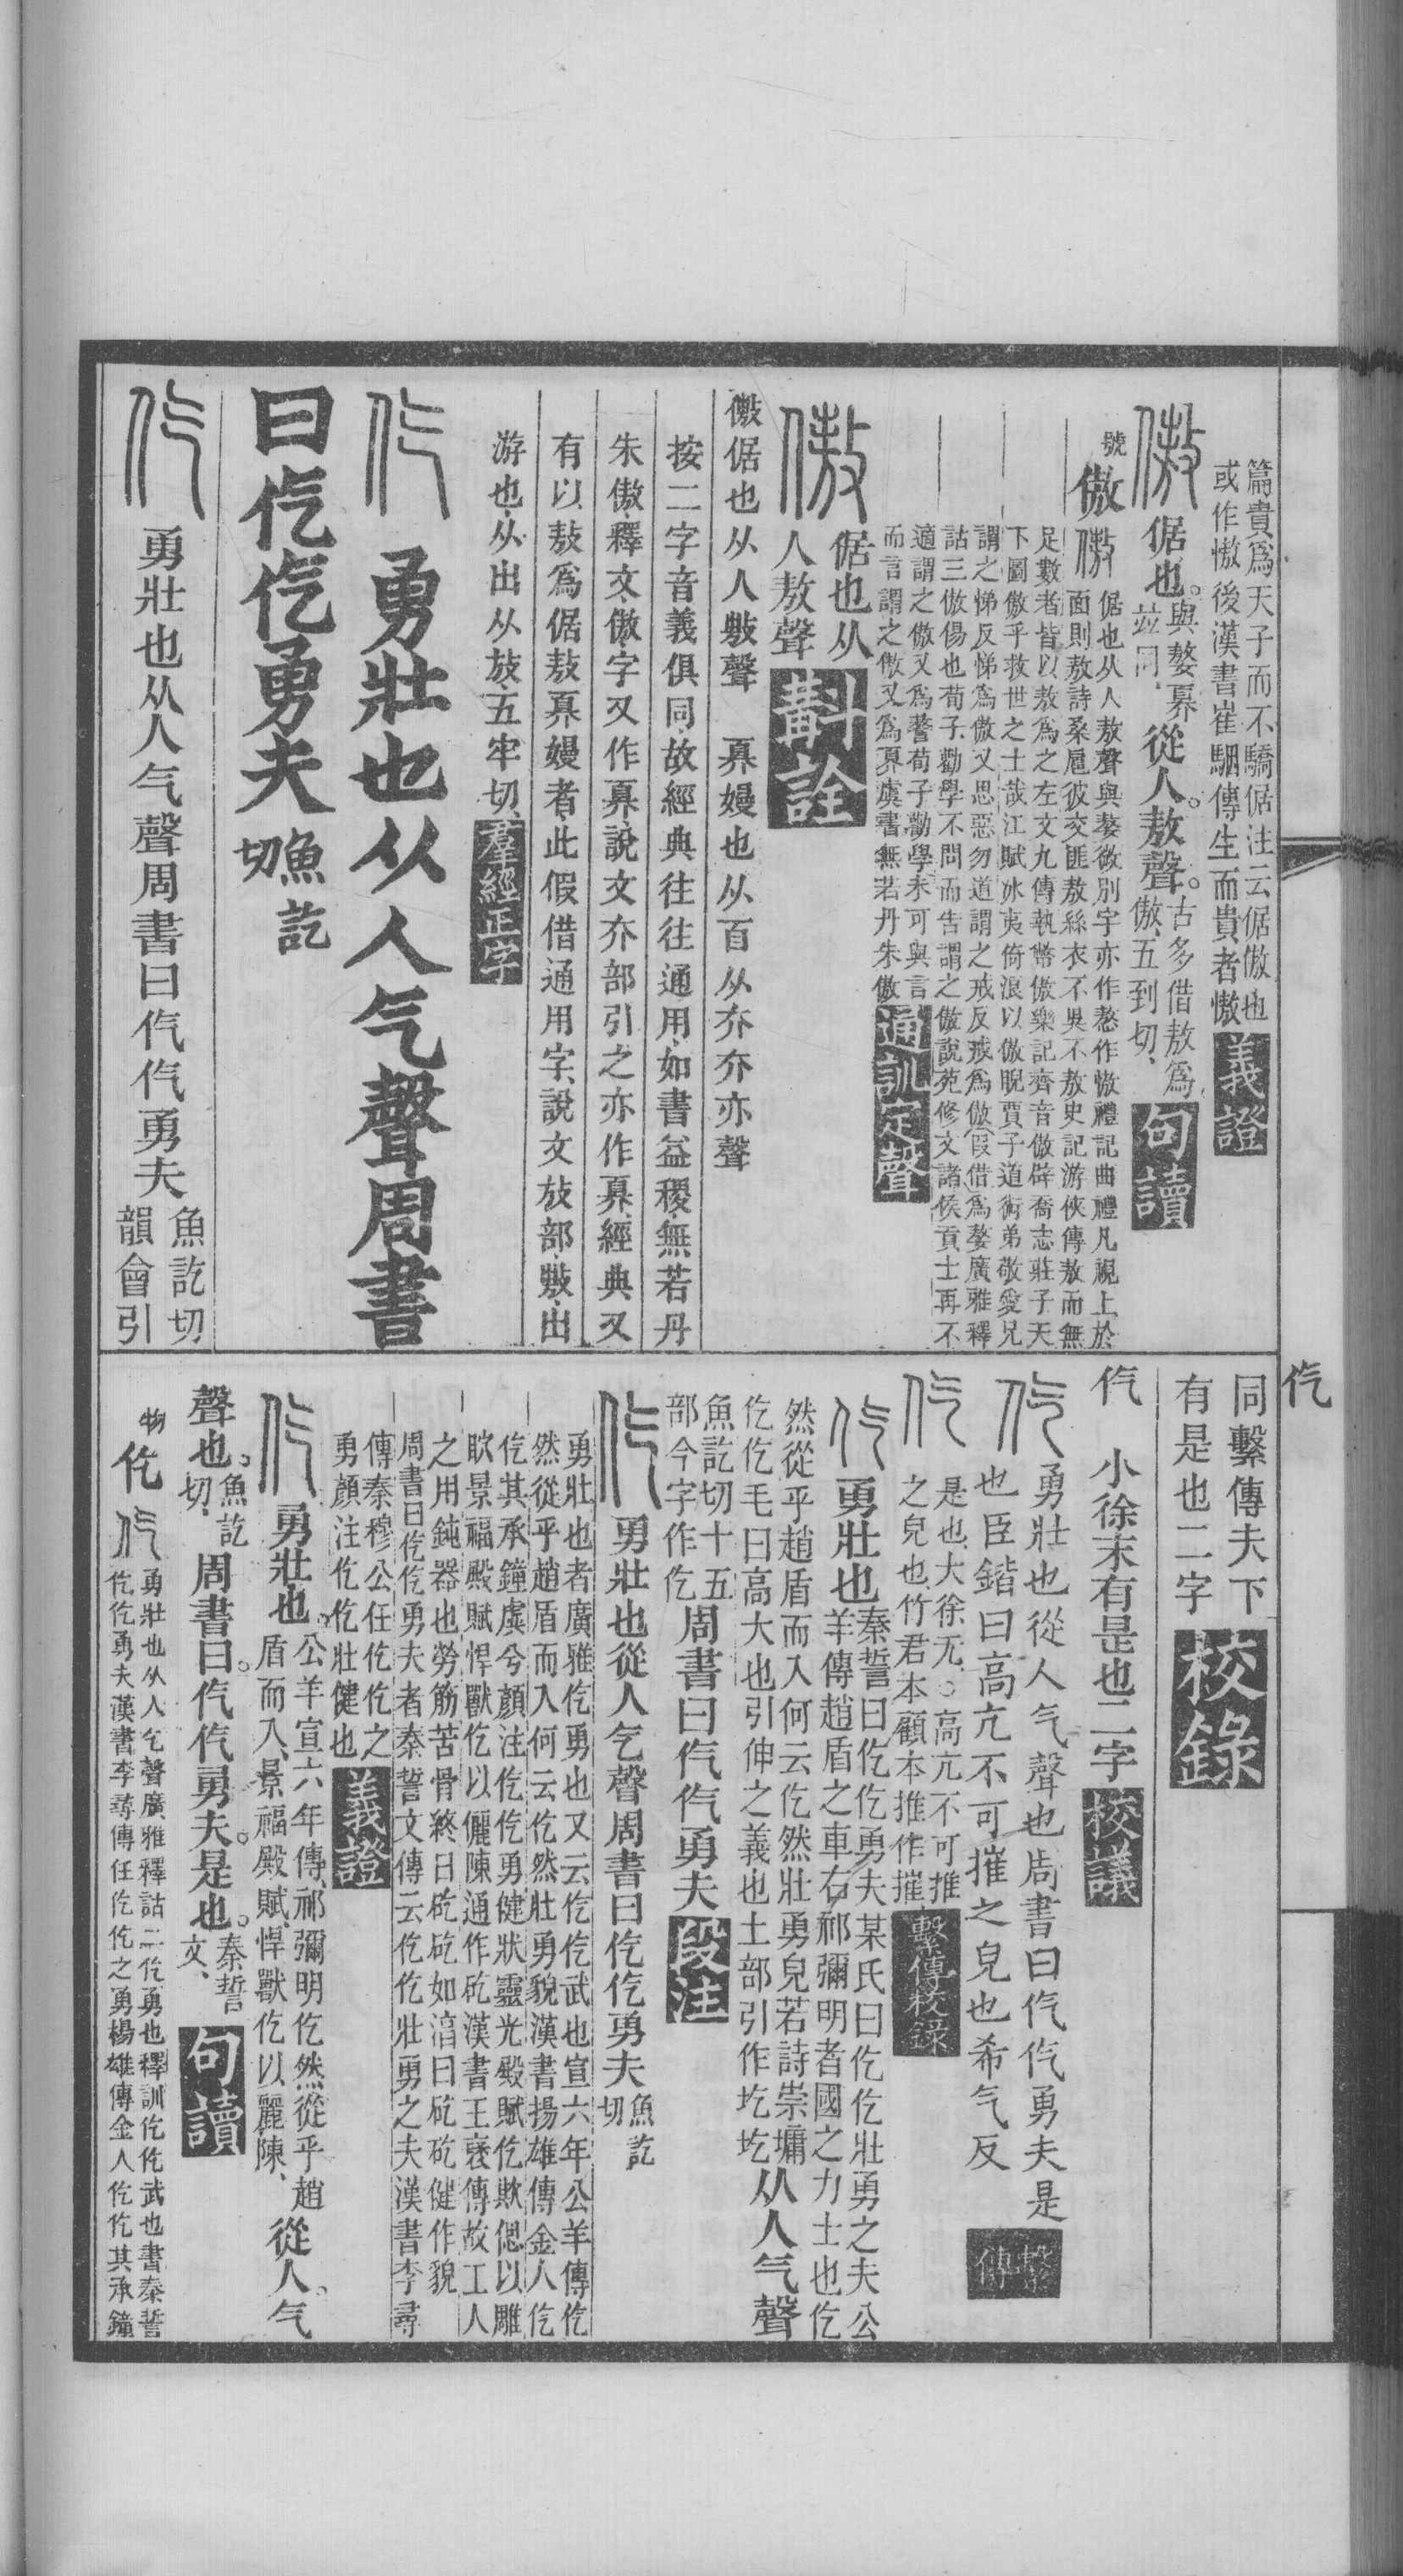 篇貴爲天子而不驕倨注云倨傲也
或作憿後漢書崔駰傳生而貴者憿
義證
倨也。與嫯奡
竝同、從人。敖聲。古多借敖爲
傲、五到切、
句讀
號
傲
倨也从人敖聲與嫯微別字亦作憝作憿禮記曲禮凡視上於
面則敖詩桑扈彼交匪敖絲衣不吳不敖史記游俠傳敖而無
足數者皆以敖爲之左文九傳執幣傲樂記齊音傲辟喬志莊子天
下圖傲乎救世之士哉江賦冰夷倚浪以傲睨賈子道術弟敬愛兄
謂之悌反悌爲傲又思惡勿道謂之戒反戒爲傲假借爲嫯廣雅釋
詁三傲傷也荀子勸學不問而告謂之傲說苑修文諸侯貢士再不
適謂之傲又爲謷荀子勸學未可與言
而言謂之傲又爲奡虞書無若丹朱傲
通訓定聲
倨也从
人敖聲
斠詮
儌倨也从人敫聲 奡嫚也从百从夰夰亦聲
按二字音義俱同故經典往往通用如書益稷無若丹
朱傲釋文傲字又作奡說文夰部引之亦作奡經典又
有以敖爲倨敖奡嫚者此假借通用字、說文放部敫出
游也从出从放五牢切
羣經正字
勇壯也从人气聲周書
曰仡仡勇夫魚訖
切
勇壯也从人气聲周書曰仡仡勇夫魚訖切
韻會引
仡
同繫傳夫下
有是也二字
校錄
仡 小徐末有是也二字
校議
勇壯也從人气聲也周書曰仡仡勇夫是
也臣鍇曰高亢不可摧之皃也希气反
繫傳
是也大徐无○高亢不可推
之皃也竹君本顧本推作摧
繫傳校錄
勇壯也秦誓曰仡仡勇夫某氏曰仡仡壯勇之夫公
羊傳趙盾之車右祁彌明者國之力士也仡
然從乎趙盾而入何云仡然壯勇皃若詩崇墉
仡仡毛曰高大也引伸之義也土部引作圪圪
从人气聲
魚訖切十五
部今字作仡
周書曰仡仡勇夫
段注
勇壯也從人乞聲周書曰仡仡勇夫魚訖
切
勇壯也者廣雅仡勇也又云仡仡武也宣六年公羊傳仡
然從乎趙盾而入何云仡然壯勇貌漢書揚雄傳金人仡
仡其承鐘虡兮顏注仡仡勇健狀靈光殿賦仡欺偲以雕
䀐景福殿賦悍獸仡以儷陳通作矻漢書王襃傳故工人
之用鈍器也勞筋苦骨終日矻矻如湻曰矻矻健作貌
周書曰仡仡勇夫者秦誓文傳云仡仡壯勇之夫漢書李尋
傳秦穆公任仡仡之
勇顏注仡仡壯健也
義證
勇壯也。公羊宣六年傳、祁彌明仡然從乎趙
盾而入、景福殿賦、悍獸仡以麗陳、
從人。气
聲也。魚訖
切、
周書曰。仡仡勇夫。是也。秦誓
文、
句讀
物
仡
勇壯也从人乞聲廣雅釋詁二仡勇也釋訓仡仡武也書秦誓
仡仡勇夫漢書李尋傳任仡仡之勇楊雄傳金人仡仡其承鐘